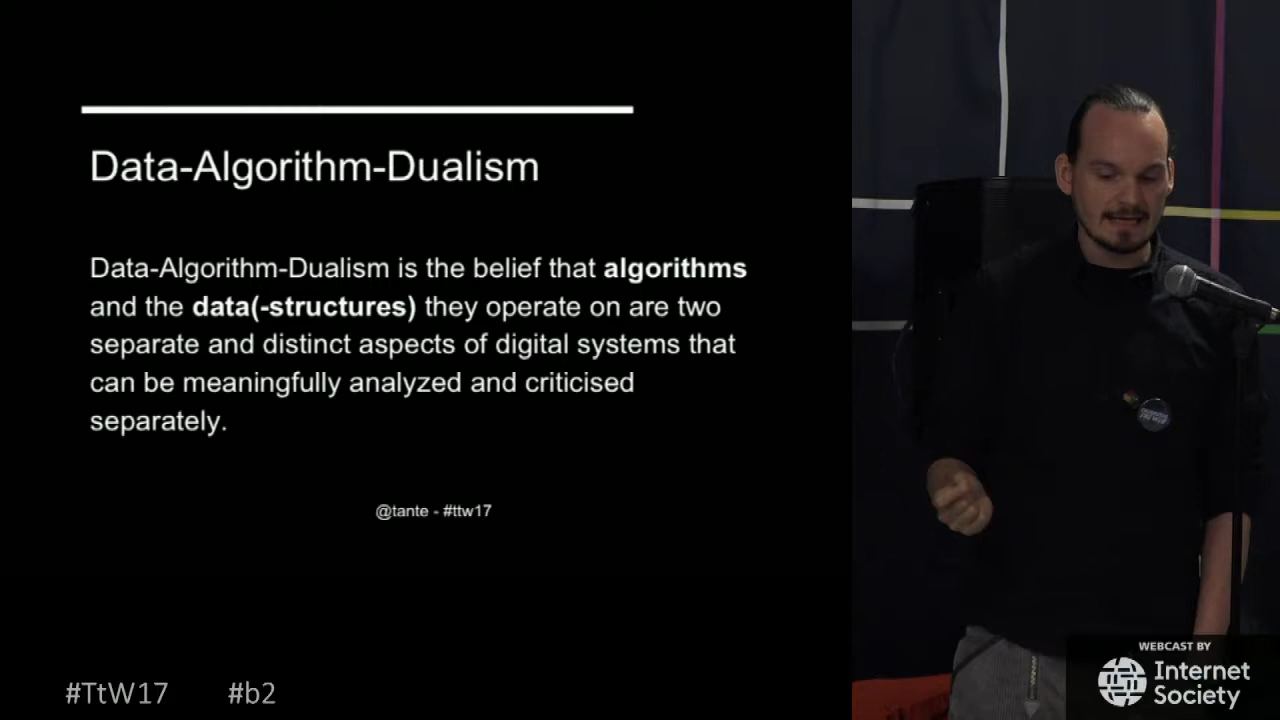 Data-Algorithm-Dualism
Data-Algorithm-Dualism is the belief that algorithms
and the data(-structures) they operate on are two
separate and distinct aspects of digital systems that
can be meaningfully analyzed and criticised
separately.
@tante - #ttw17
#TtW17 #b2
WEBCAST BY
Internet
Society